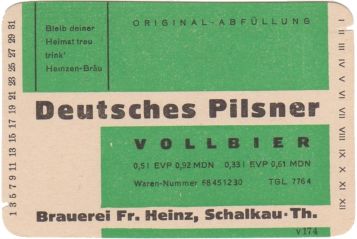 Bleib deiner
Heimat treu
trink'
Heinzen-Bräu
ORIGINAL-ABFÜLLUNG
1 3 5 7 9 11 13 15 17 19 21 23 25 27 29 31
I II III IV V VI VII VIII IX X XI XII
Deutsches Pilsner
VOLLBIER
0,5 l EVP 0,92 MDN 0,33 l EVP 0,61 MDN
Waren-Nummer 68451230 TGL 7764
Brauerei Fr. Heinz, Schalkau-Th.
V 174